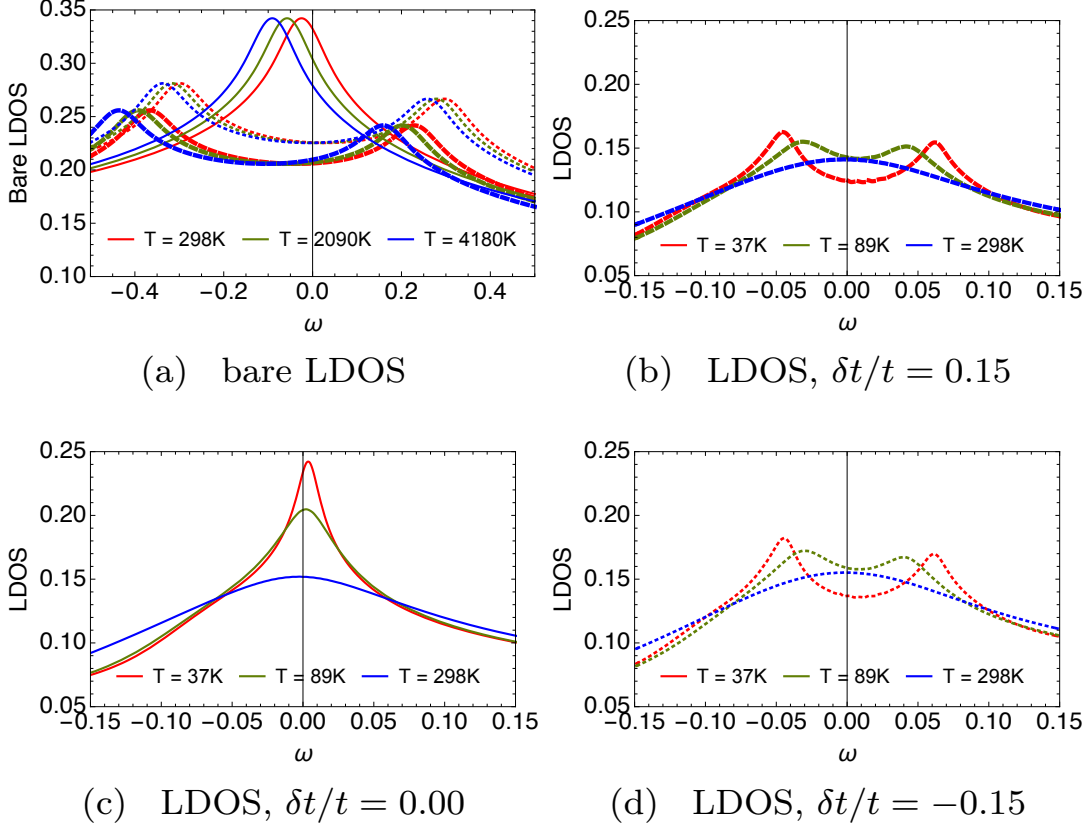 0.35
0.30
0.25
0.20
0.15
0.10
Bare LDOS
T = 298K T = 2090K T = 4180K
−0.4 −0.2 0.0 0.2 0.4
ω
(a) bare LDOS
0.25
0.20
0.15
0.10
0.05
LDOS
T = 37K T = 89K T = 298K
−0.15 −0.10 −0.05 0.00 0.05 0.10 0.15
ω
(b) LDOS, δt/t = 0.15
0.25
0.20
0.15
0.10
0.05
LDOS
T = 37K T = 89K T = 298K
−0.15 −0.10 −0.05 0.00 0.05 0.10 0.15
ω
(c) LDOS, δt/t = 0.00
0.25
0.20
0.15
0.10
0.05
LDOS
T = 37K T = 89K T = 298K
−0.15 −0.10 −0.05 0.00 0.05 0.10 0.15
ω
(d) LDOS, δt/t = −0.15